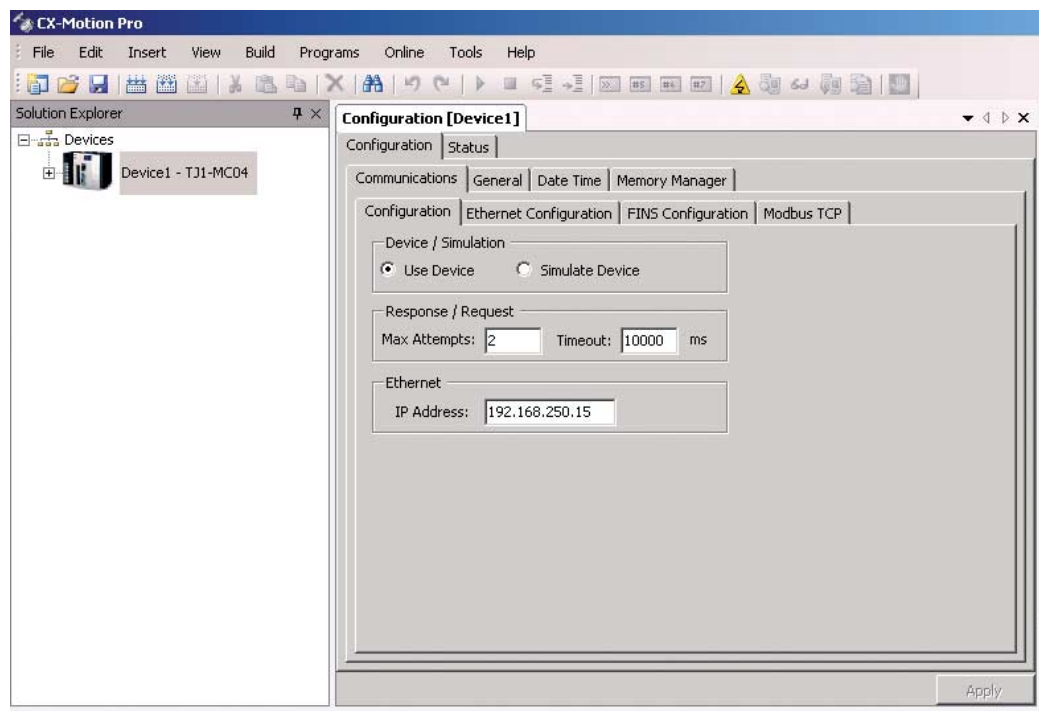 CX-Motion Pro
File Edit Insert View Build Programs Online Tools Help
Solution Explorer
Devices
Device1 - TJ1-MC04
Configuration [Device1]
Configuration Status
Communications General Date Time Memory Manager
Configuration Ethernet Configuration FINS Configuration Modbus TCP
Device / Simulation
Use Device Simulate Device
Response / Request
Max Attempts: 2 Timeout: 10000 ms
Ethernet
IP Address: 192.168.250.15
Apply